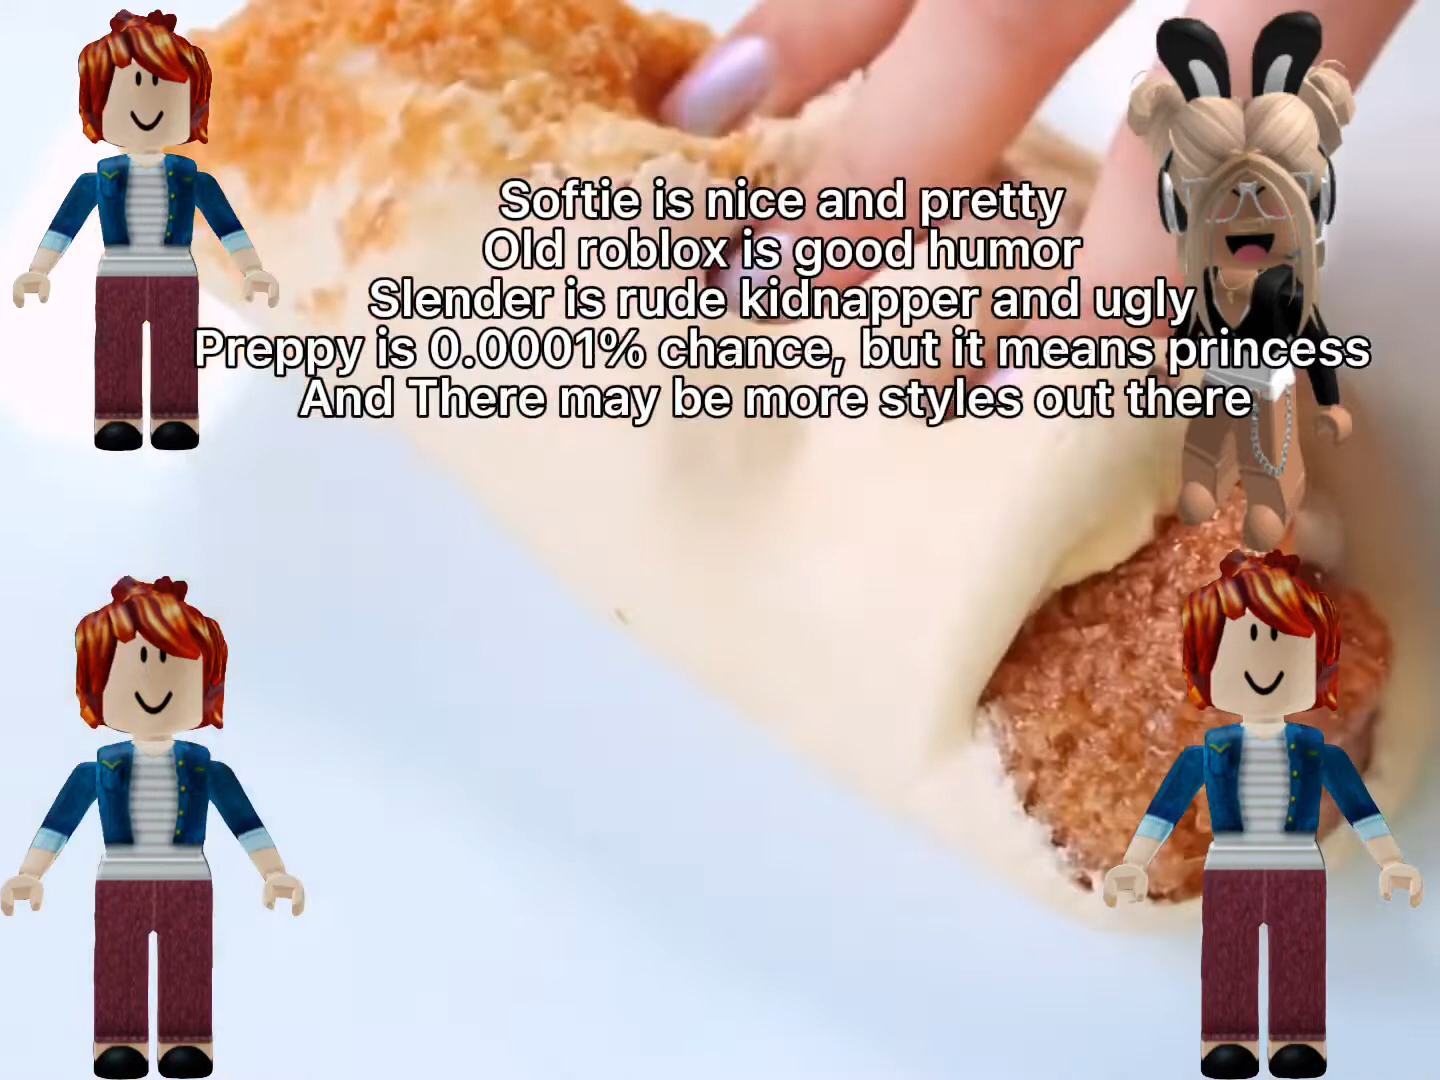 Softie is nice and pretty
Old roblox is good humor
Slender is rude kidnapper and ugly
Preppy is 0.0001% chance, but it means princess
And There may be more styles out there